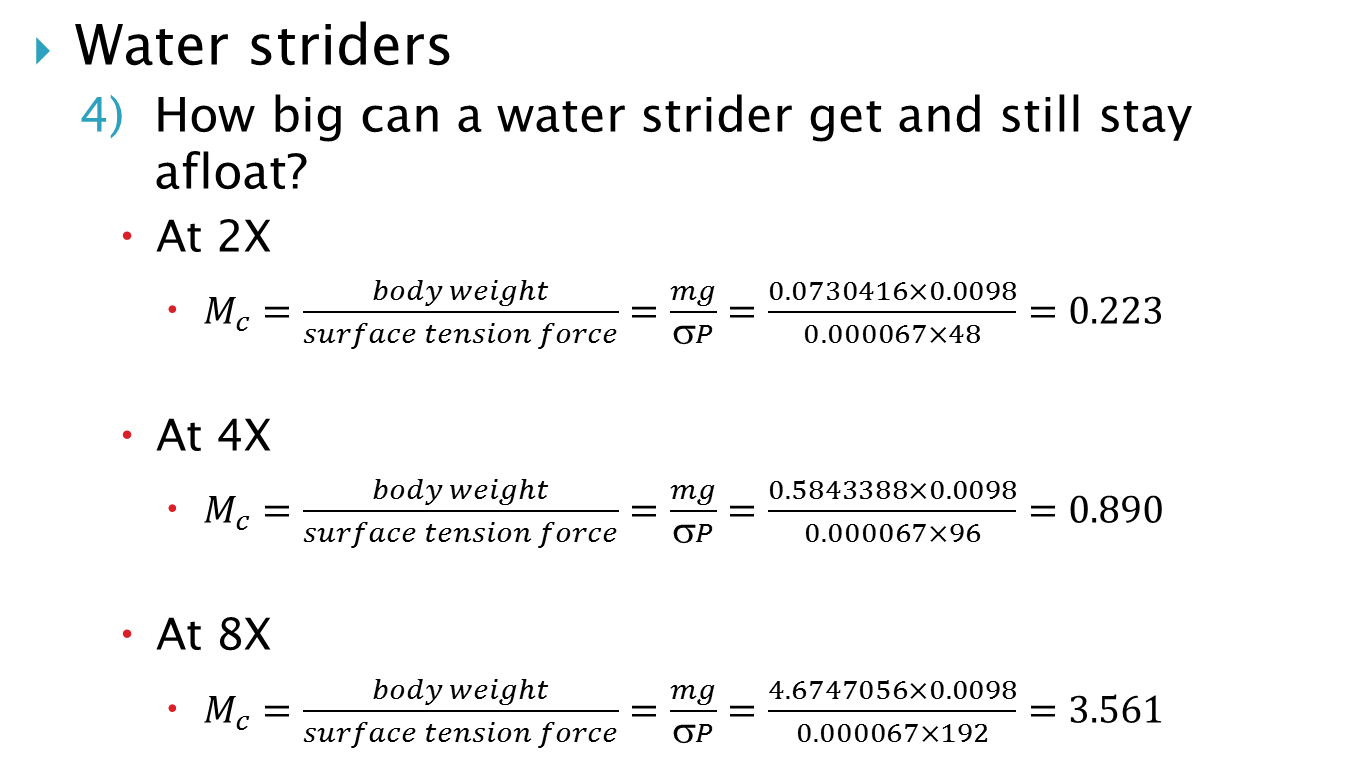 Water striders
4) How big can a water strider get and still stay
afloat?
• At 2X
• M_c = body weight / surface tension force = mg / σP = 0.0730416×0.0098 / 0.000067×48 = 0.223
• At 4X
• M_c = body weight / surface tension force = mg / σP = 0.5843388×0.0098 / 0.000067×96 = 0.890
• At 8X
• M_c = body weight / surface tension force = mg / σP = 4.6747056×0.0098 / 0.000067×192 = 3.561